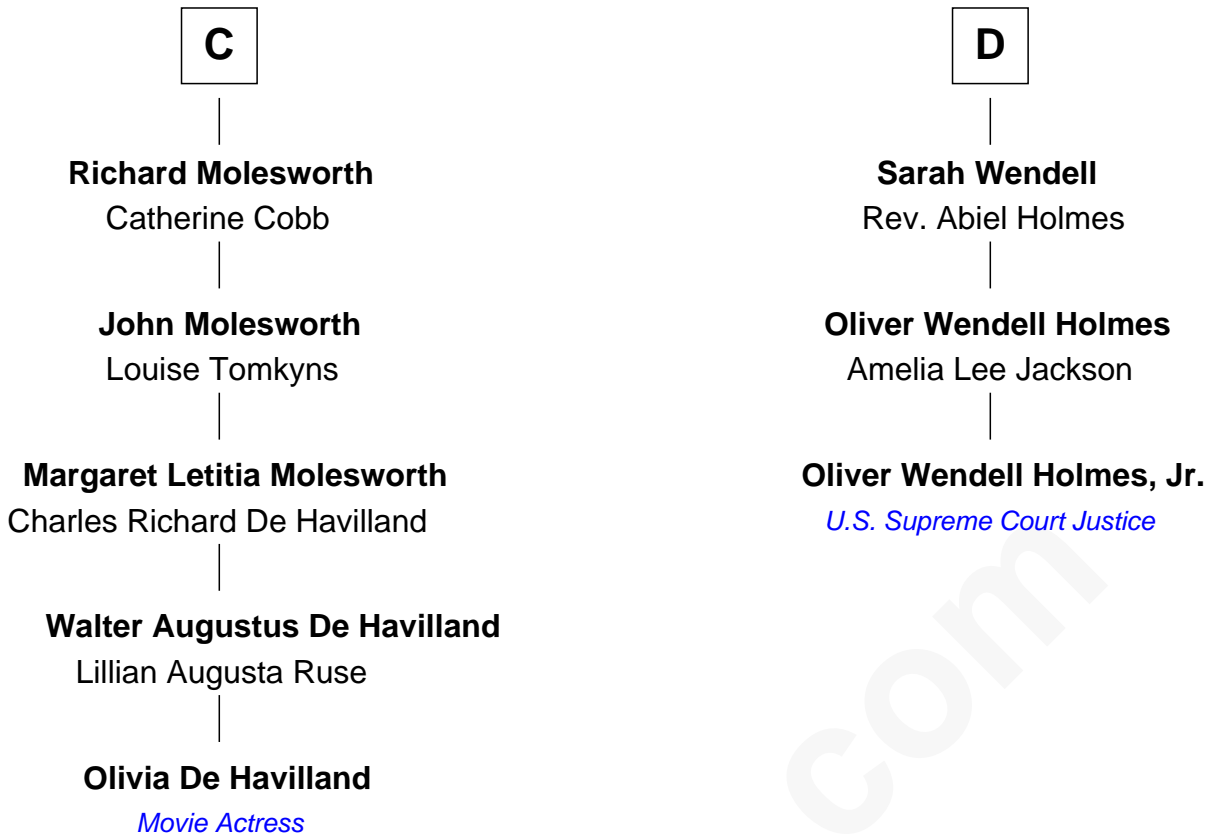 C
Richard Molesworth
Catherine Cobb
John Molesworth
Louise Tomkyns
Margaret Letitia Molesworth
Charles Richard De Havilland
Walter Augustus De Havilland
Lillian Augusta Ruse
Olivia De Havilland
Movie Actress
D
Sarah Wendell
Rev. Abiel Holmes
Oliver Wendell Holmes
Amelia Lee Jackson
Oliver Wendell Holmes, Jr.
U.S. Supreme Court Justice
com